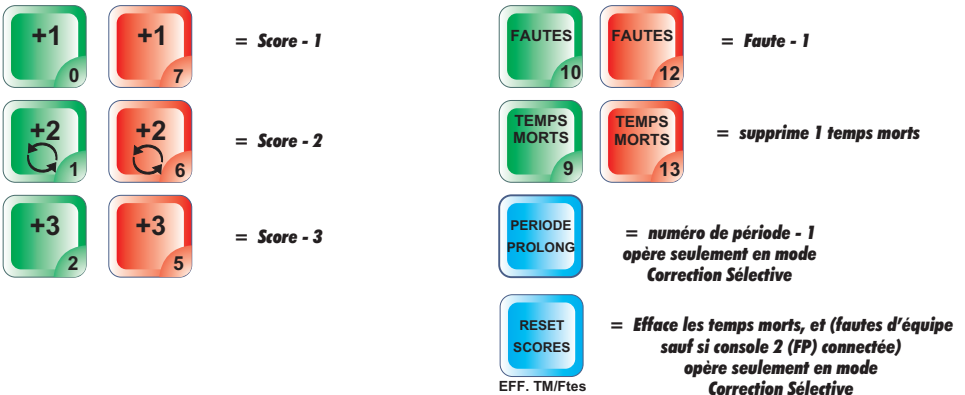 +1
0
+1
7
= Score - 1
+2
1
+2
6
= Score - 2
+3
2
+3
5
= Score - 3
FAUTES
10
FAUTES
12
= Faute - 1
TEMPS
MORTS
9
TEMPS
MORTS
13
= supprime 1 temps morts
PERIODE
PROLONG
= numéro de période - 1
opère seulement en mode
Correction Sélective
RESET
SCORES
EFF. TM/Ftes
= Efface les temps morts, et (fautes d'équipe
sauf si console 2 (FP) connectée)
opère seulement en mode
Correction Sélective